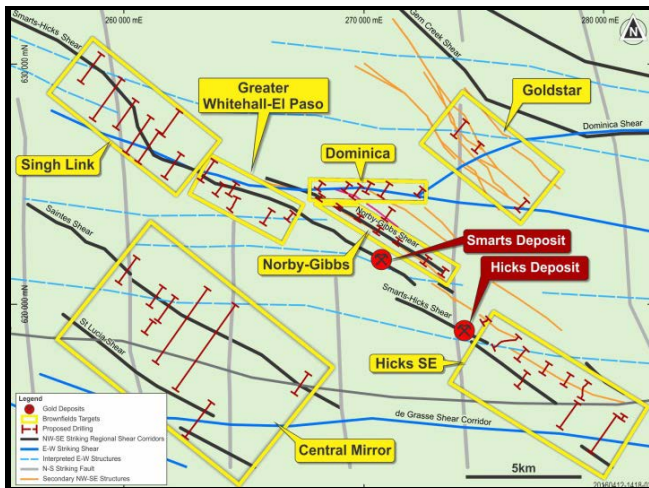 260 000 mE
270 000 mE
280 000 mE
N
Smarts-Hicks Shear
Gem Creek Shear
630 000 mN
Greater
Whitehall-El Paso
Goldstar
Dominica Shear
Singh Link
Dominica
Saintes Shear
Norby-Gibbs Shear
Smarts Deposit
Norby-Gibbs
Hicks Deposit
Smarts-Hicks Shear
620 000 mN
St Lucia-Shear
Hicks SE
Legend
Gold Deposits
Brownfields Targets
Proposed Drilling
NW-SE Striking Regional Shear Corridors
E-W Striking Shear
Interpreted E-W Structures
N-S Striking Fault
Secondary NW-SE Structures
de Grasse Shear Corridor
Central Mirror
5km